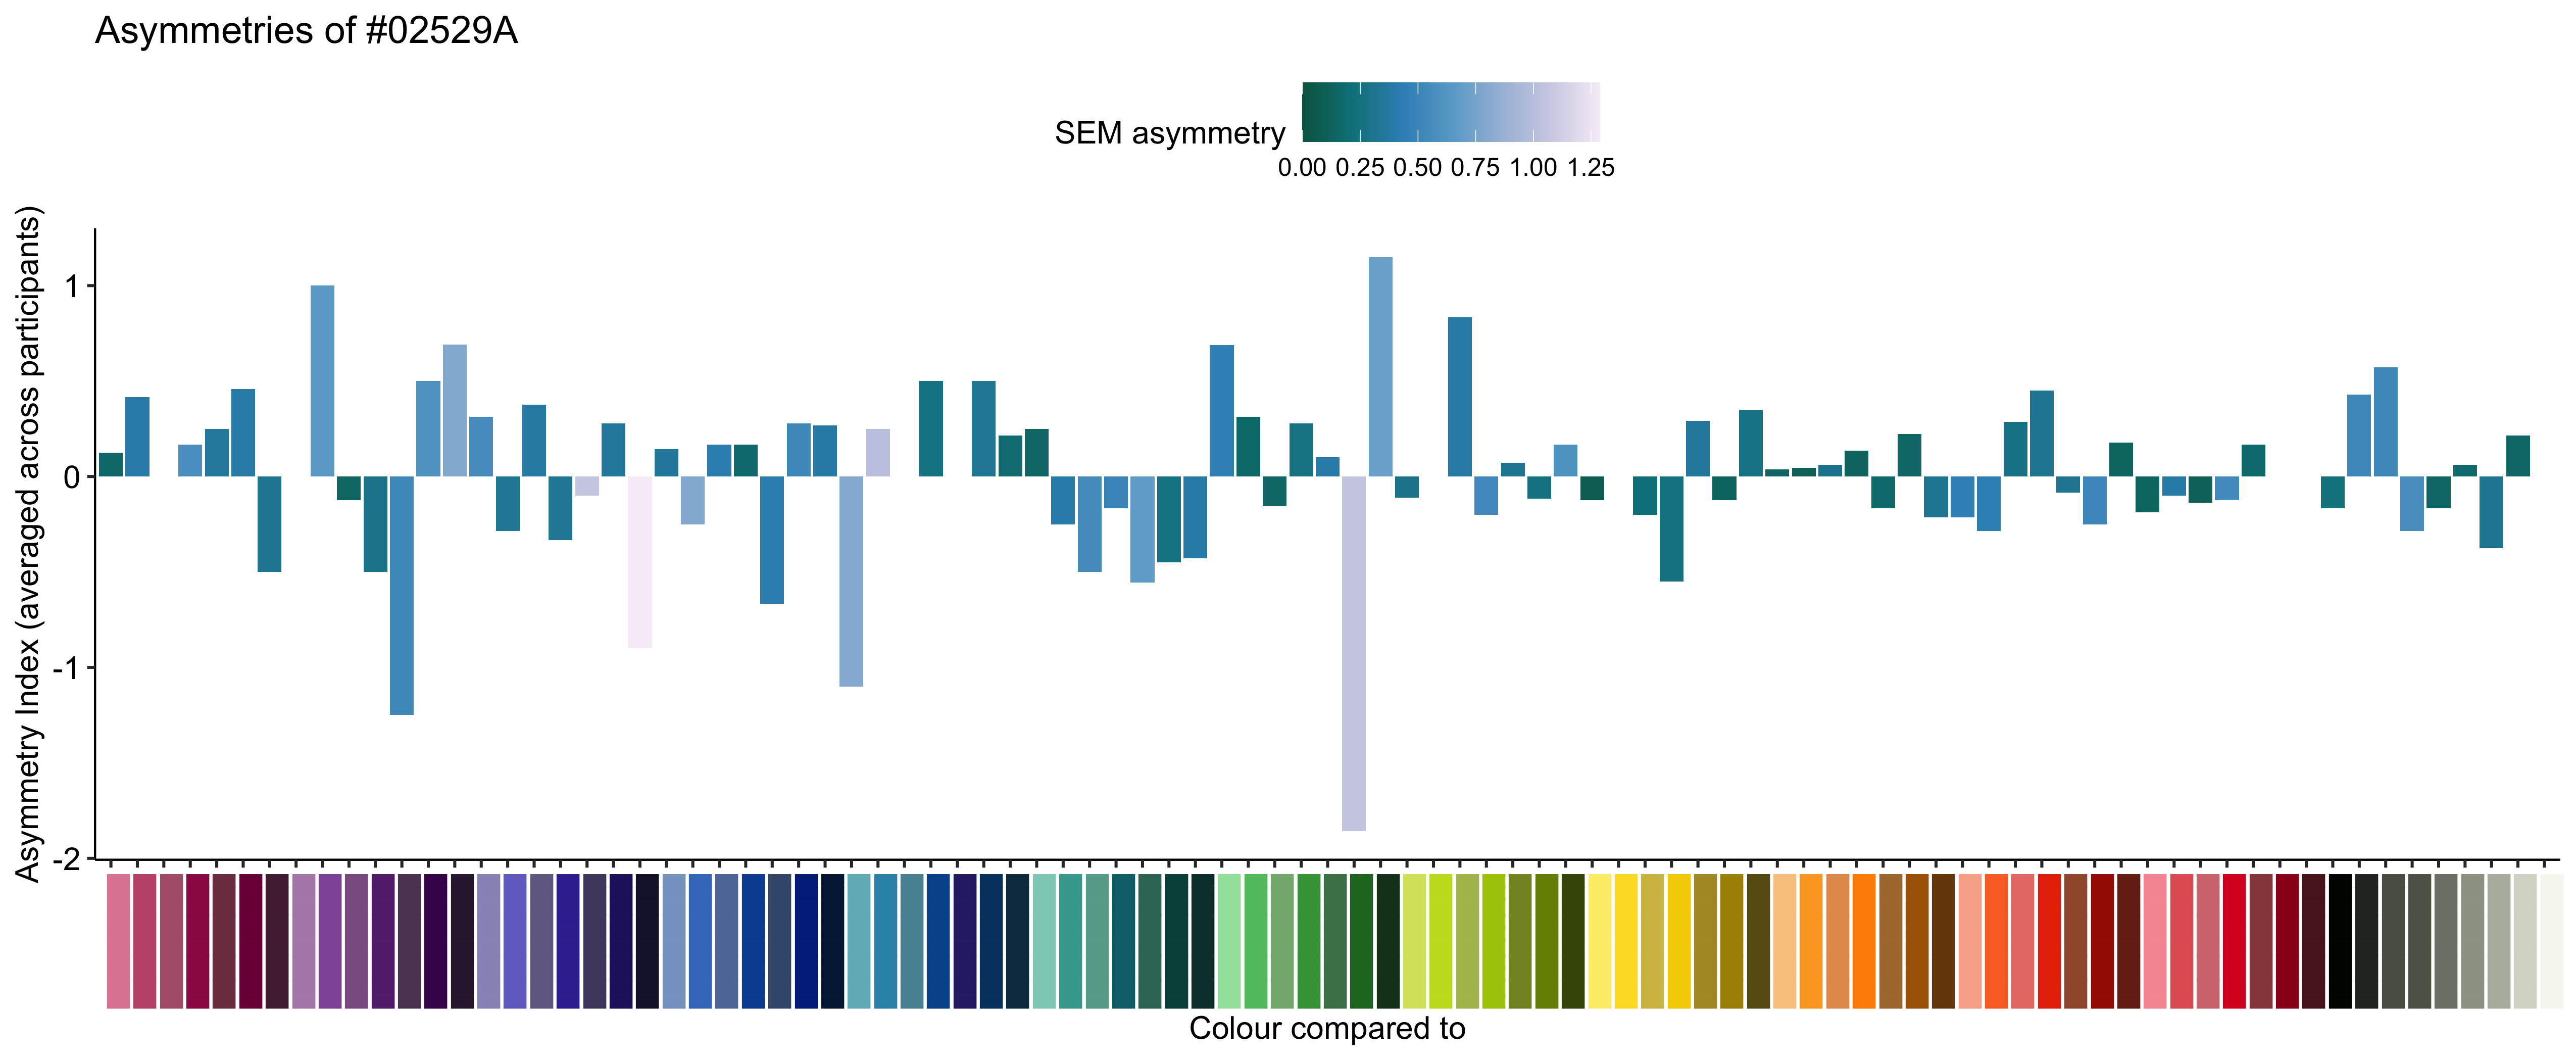 Asymmetries of #02529A
SEM asymmetry
0.00 0.25 0.50 0.75 1.00 1.25
Asymmetry Index (averaged across participants)
1
0
-1
-2
Colour compared to